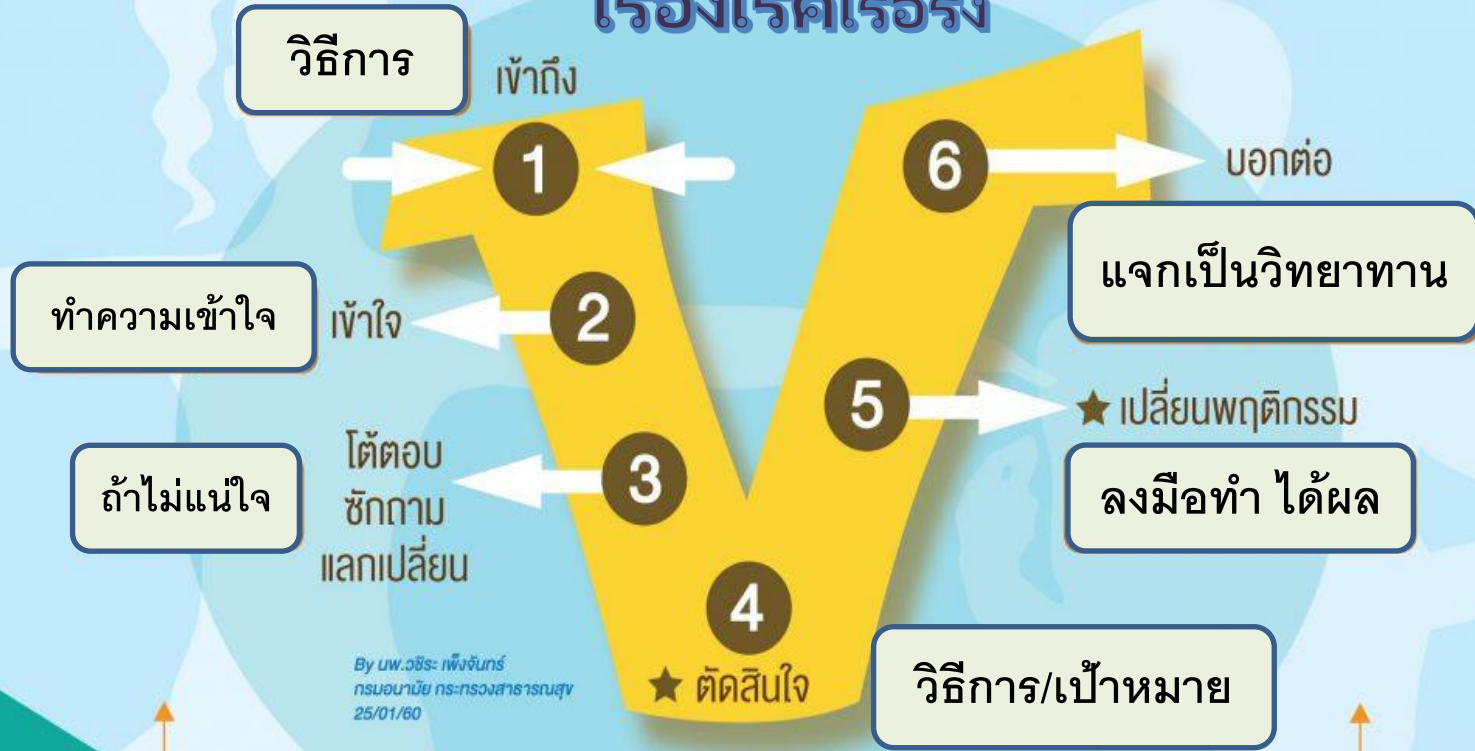 วิธีการ
เข้าถึง
1
6
บอกต่อ
แจกเป็นวิทยาทาน
ทำความเข้าใจ
เข้าใจ
2
5
★ เปลี่ยนพฤติกรรม
ลงมือทำ ได้ผล
ถ้าไม่แน่ใจ
โต้ตอบ
ซักถาม
แลกเปลี่ยน
3
4
★ ตัดสินใจ
วิธีการ/เป้าหมาย
By นพ.วชิระ เพ็งจันทร์
กรมอนามัย กระทรวงสาธารณสุข
25/01/60